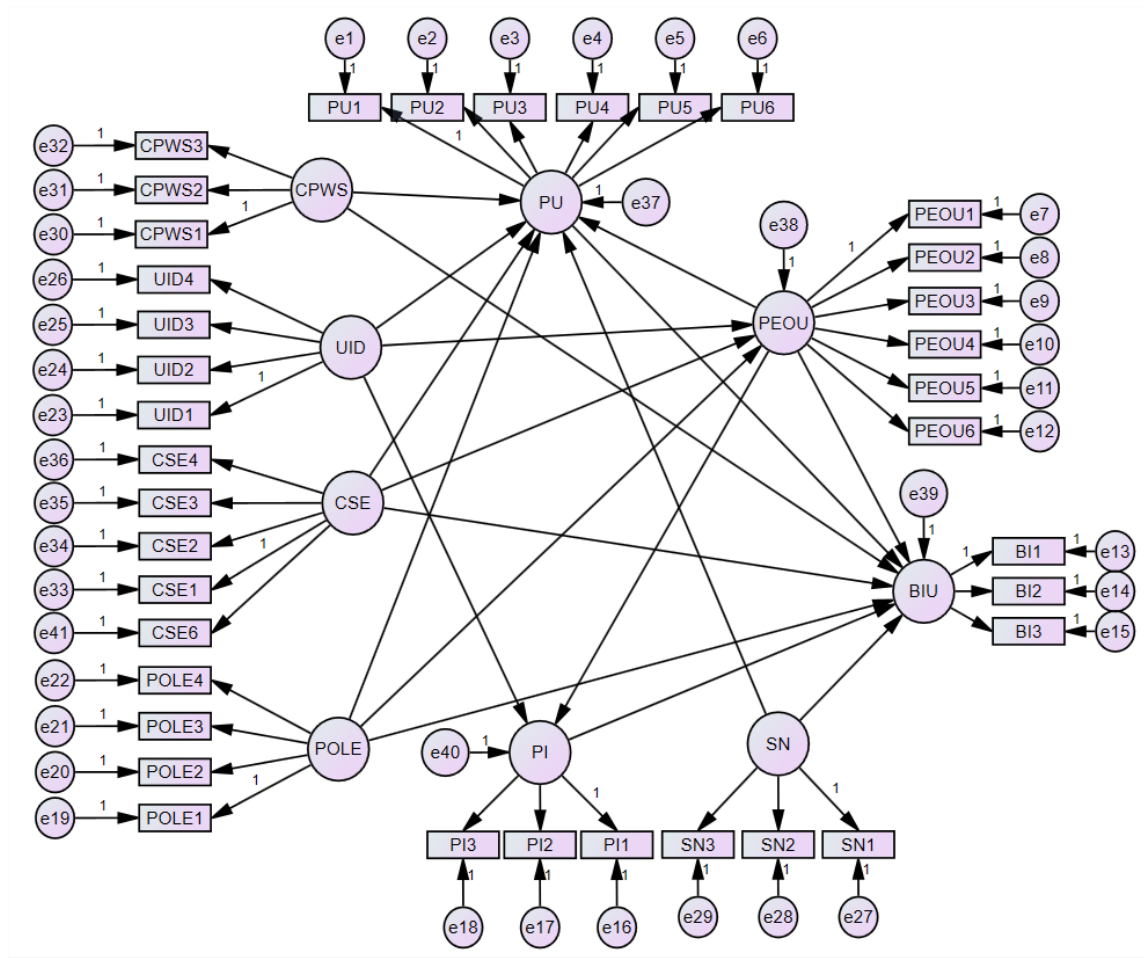 e1 e2 e3 e4 e5 e6
1 1 1 1 1 1
PU1 PU2 PU3 PU4 PU5 PU6
1
e32 1 CPWS3
e31 1 CPWS2 CPWS
e30 1 CPWS1 1
PU 1 e37
e38
1
e26 1 UID4
e25 1 UID3
e24 1 UID2 UID
e23 1 UID1 1
PEOU
1
PEOU1 1 e7
PEOU2 1 e8
PEOU3 1 e9
PEOU4 1 e10
PEOU5 1 e11
PEOU6 1 e12
e36 1 CSE4
e35 1 CSE3 CSE
e34 1 CSE2 1
e33 1 CSE1
e41 1 CSE6
e39
1
BIU
1 BI1 1 e13
BI2 1 e14
BI3 1 e15
e22 1 POLE4
e21 1 POLE3 POLE
e20 1 POLE2 1
e19 1 POLE1
e40 1 PI
SN
1 1
PI3 PI2 PI1 SN3 SN2 SN1
1 1 1 1 1 1
e18 e17 e16 e29 e28 e27